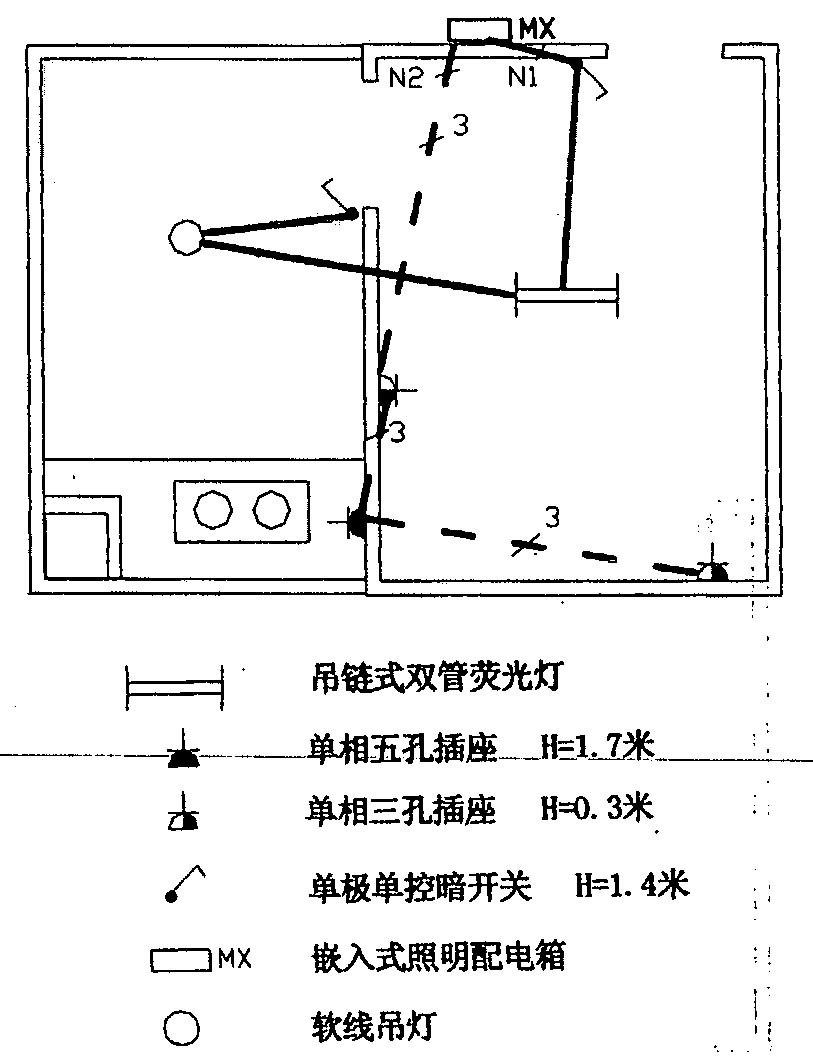 MX
N2 N1
3
3
3
吊链式双管荧光灯
单相五孔插座 H=1.7米
单相三孔插座 H=0.3米
单极单控暗开关 H=1.4米
MX 嵌入式照明配电箱
软线吊灯